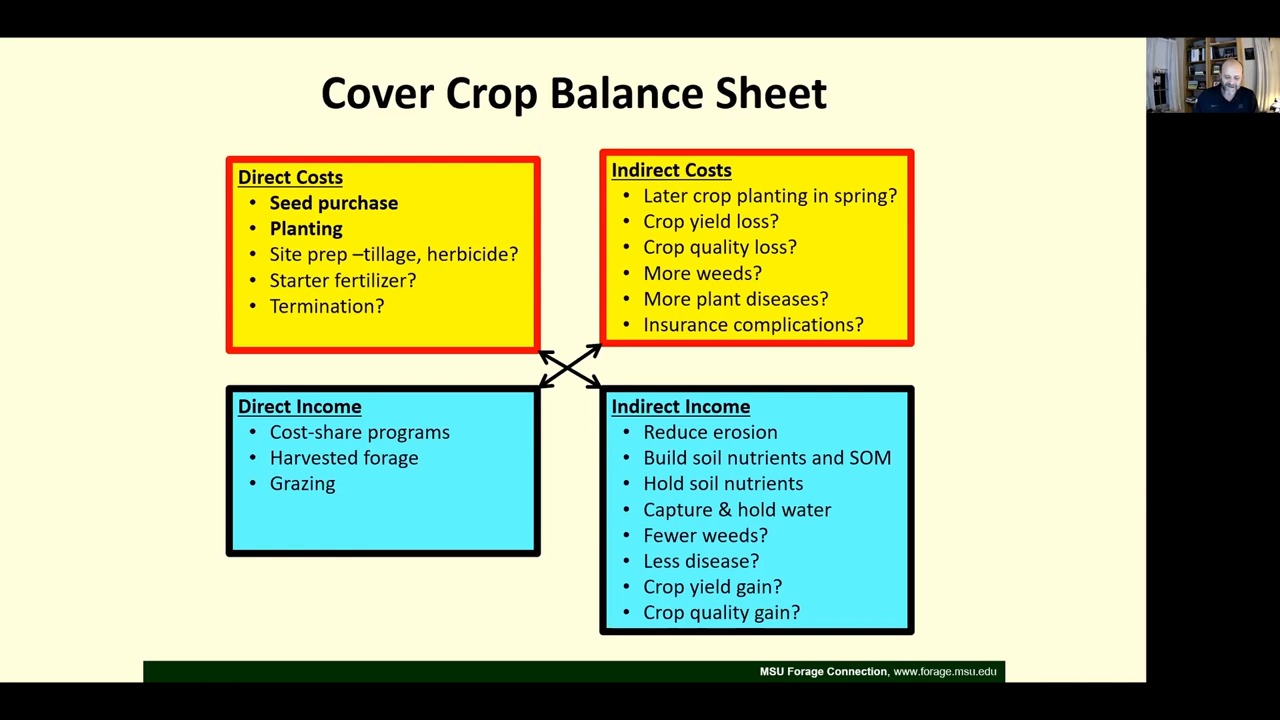 Cover Crop Balance Sheet
Direct Costs
• Seed purchase
• Planting
• Site prep –tillage, herbicide?
• Starter fertilizer?
• Termination?
Indirect Costs
• Later crop planting in spring?
• Crop yield loss?
• Crop quality loss?
• More weeds?
• More plant diseases?
• Insurance complications?
Direct Income
• Cost-share programs
• Harvested forage
• Grazing
Indirect Income
• Reduce erosion
• Build soil nutrients and SOM
• Hold soil nutrients
• Capture & hold water
• Fewer weeds?
• Less disease?
• Crop yield gain?
• Crop quality gain?
MSU Forage Connection, www.forage.msu.edu